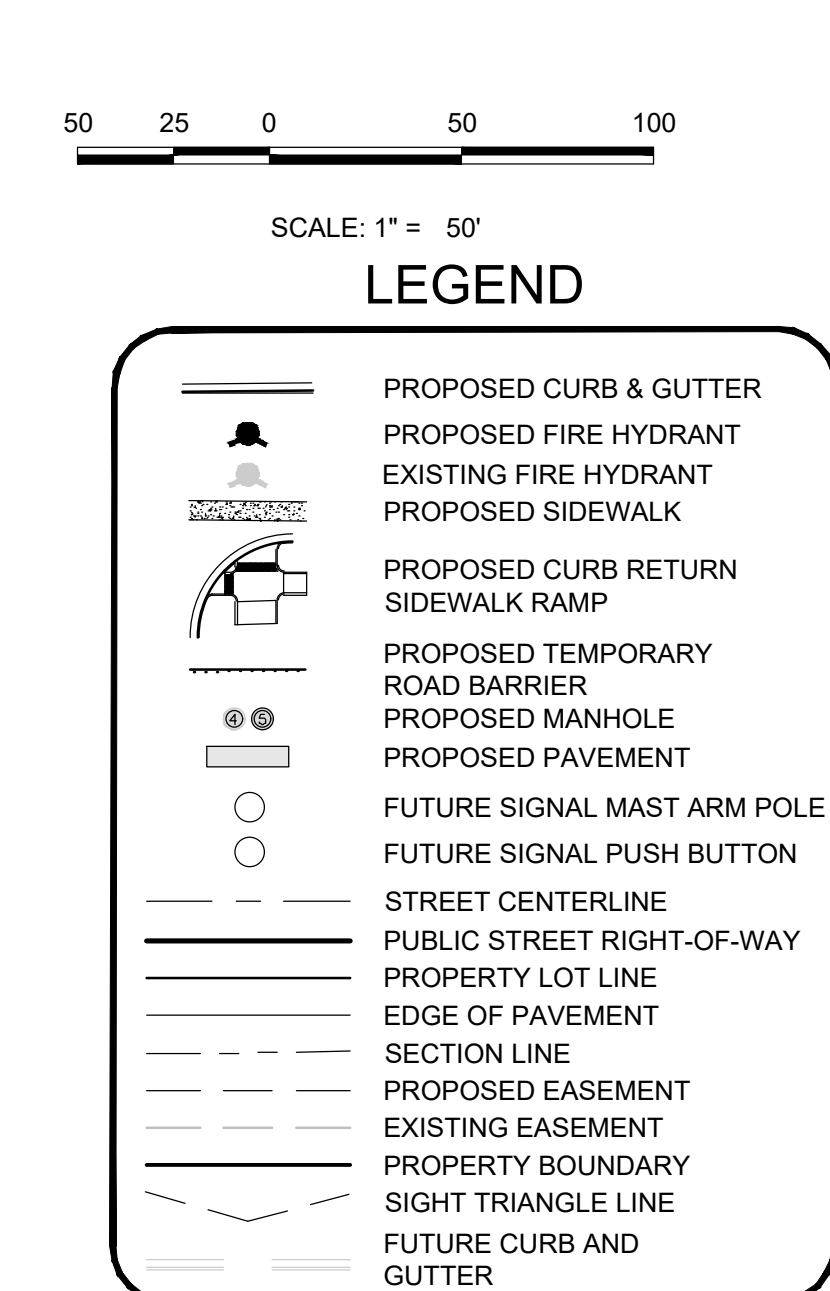 50 25 0 50 100
SCALE: 1" = 50'
LEGEND
PROPOSED CURB & GUTTER
PROPOSED FIRE HYDRANT
EXISTING FIRE HYDRANT
PROPOSED SIDEWALK
PROPOSED CURB RETURN
SIDEWALK RAMP
PROPOSED TEMPORARY
ROAD BARRIER
4 5 PROPOSED MANHOLE
PROPOSED PAVEMENT
FUTURE SIGNAL MAST ARM POLE
FUTURE SIGNAL PUSH BUTTON
STREET CENTERLINE
PUBLIC STREET RIGHT-OF-WAY
PROPERTY LOT LINE
EDGE OF PAVEMENT
SECTION LINE
PROPOSED EASEMENT
EXISTING EASEMENT
PROPERTY BOUNDARY
SIGHT TRIANGLE LINE
FUTURE CURB AND
GUTTER